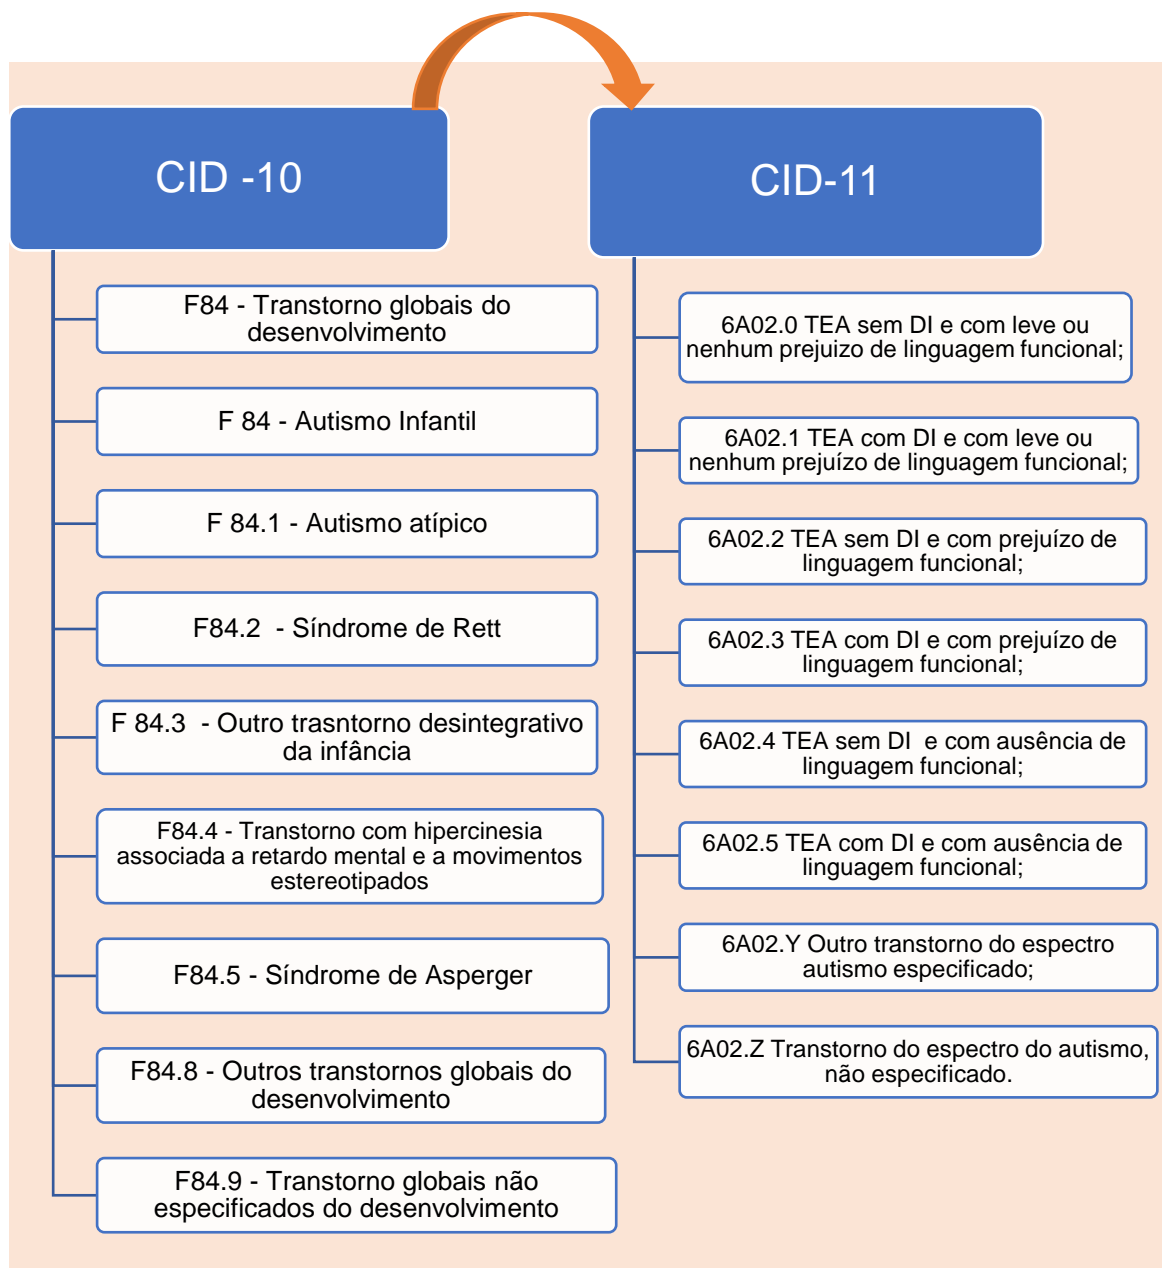 CID -10
F84 - Transtorno globais do
desenvolvimento
F 84 - Autismo Infantil
F 84.1 - Autismo atípico
F84.2  - Síndrome de Rett
F 84.3  - Outro trasntorno desintegrativo
da infância
F84.4 - Transtorno com hipercinesia
associada a retardo mental e a movimentos
estereotipados
F84.5 - Síndrome de Asperger
F84.8 - Outros transtornos globais do
desenvolvimento
F84.9 - Transtorno globais não
especificados do desenvolvimento
CID-11
6A02.0 TEA sem DI e com leve ou
nenhum prejuizo de linguagem funcional;
6A02.1 TEA com DI e com leve ou
nenhum prejuízo de linguagem funcional;
6A02.2 TEA sem DI e com prejuízo de
linguagem funcional;
6A02.3 TEA com DI e com prejuízo de
linguagem funcional;
6A02.4 TEA sem DI  e com ausência de
linguagem funcional;
6A02.5 TEA com DI e com ausência de
linguagem funcional;
6A02.Y Outro transtorno do espectro
autismo especificado;
6A02.Z Transtorno do espectro do autismo,
não especificado.